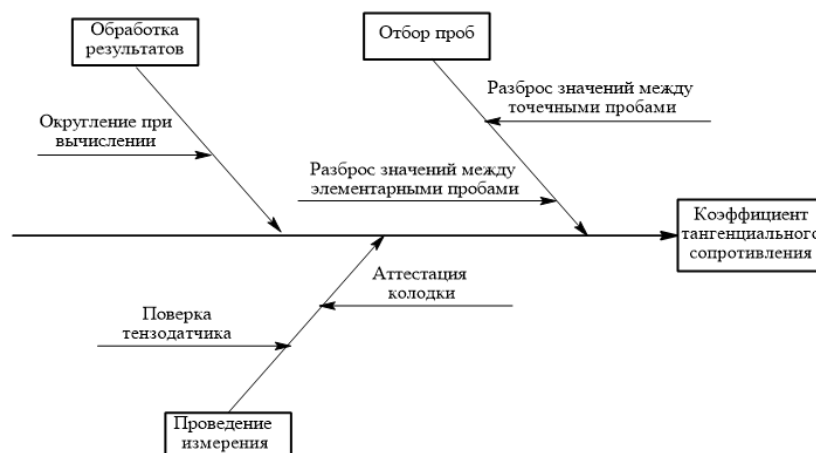 Обработка
результатов
Отбор проб
Разброс значений между
точечными пробами
Округление при
вычислении
Разброс значений между
элементарными пробами
Коэффициент
тангенциального
сопротивления
Аттестация
колодки
Поверка
тензодатчика
Проведение
измерения